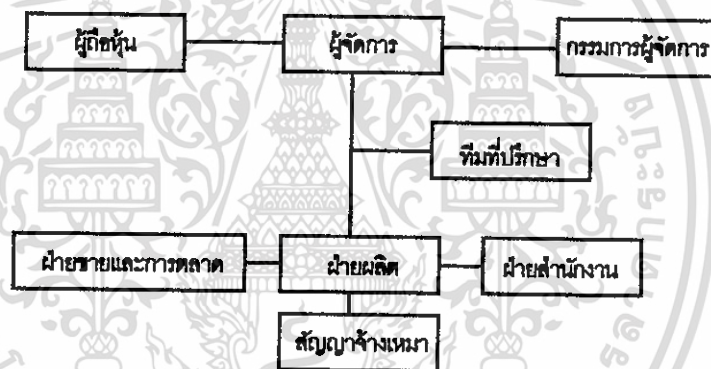 ผู้ถือหุ้น
ผู้จัดการ
กรรมการผู้จัดการ
ทีมที่ปรึกษา
ฝ่ายขายและการตลาด
ฝ่ายผลิต
ฝ่ายสำนักงาน
สัญญาจ้างเหมา